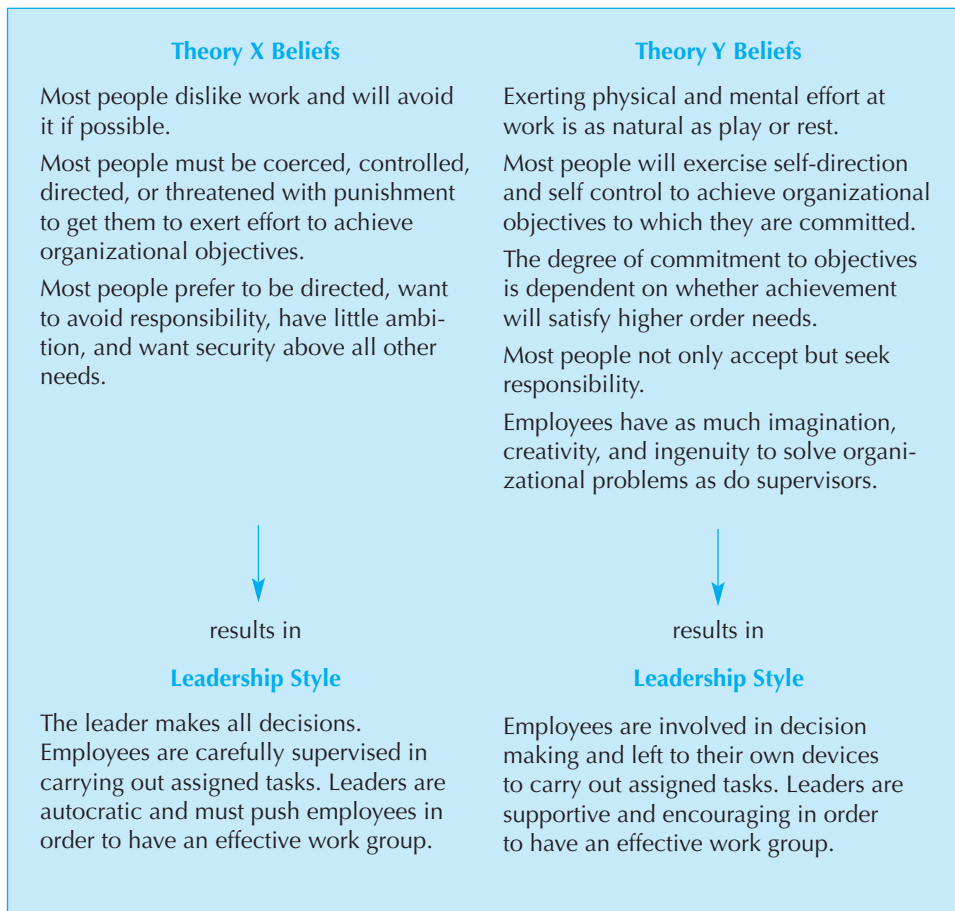 Theory X Beliefs
Most people dislike work and will avoid
it if possible.
Most people must be coerced, controlled,
directed, or threatened with punishment
to get them to exert effort to achieve
organizational objectives.
Most people prefer to be directed, want
to avoid responsibility, have little ambi-
tion, and want security above all other
needs.
results in
Leadership Style
The leader makes all decisions.
Employees are carefully supervised in
carrying out assigned tasks. Leaders are
autocratic and must push employees in
order to have an effective work group.
Theory Y Beliefs
Exerting physical and mental effort at
work is as natural as play or rest.
Most people will exercise self-direction
and self control to achieve organizational
objectives to which they are committed.
The degree of commitment to objectives
is dependent on whether achievement
will satisfy higher order needs.
Most people not only accept but seek
responsibility.
Employees have as much imagination,
creativity, and ingenuity to solve organi-
zational problems as do supervisors.
results in
Leadership Style
Employees are involved in decision
making and left to their own devices
to carry out assigned tasks. Leaders are
supportive and encouraging in order
to have an effective work group.